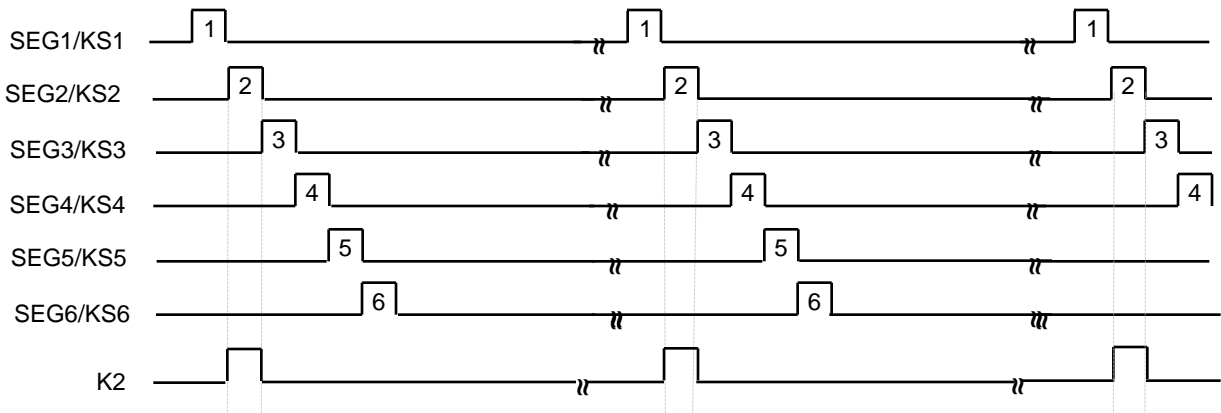 SEG1/KS1 1 1 1
SEG2/KS2 2 2 2
SEG3/KS3 3 3 3
SEG4/KS4 4 4 4
SEG5/KS5 5 5
SEG6/KS6 6 6
K2